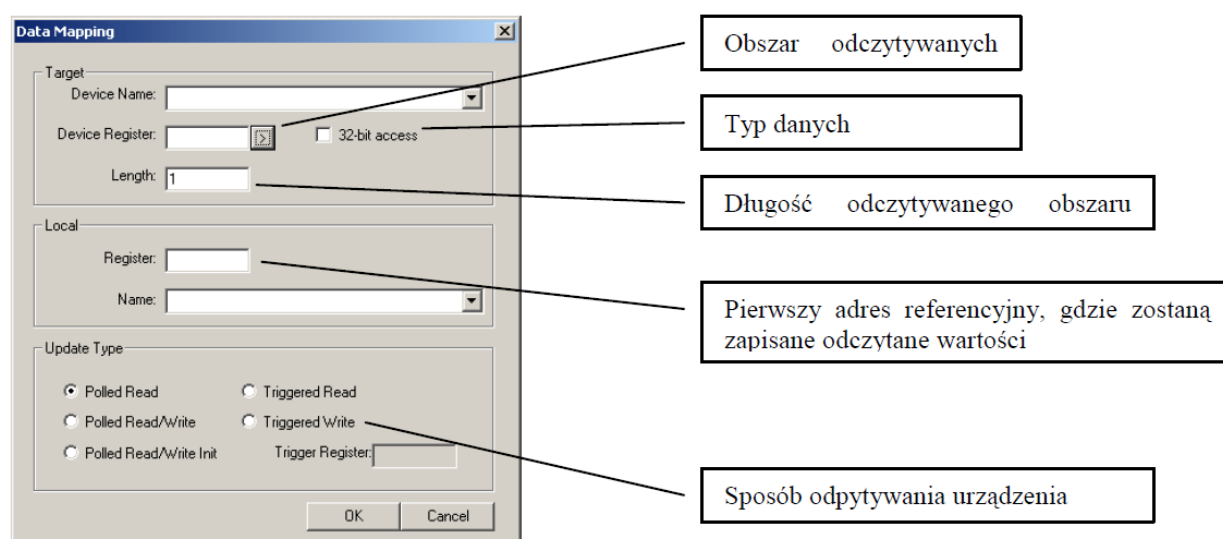 Data Mapping
Target
Device Name:
Device Register:
32-bit access
Length: 1
Local
Register:
Name:
Update Type
Polled Read
Triggered Read
Polled Read/Write
Triggered Write
Polled Read/Write Init
Trigger Register:
OK
Cancel
Obszar odczytywanych
Typ danych
Długość odczytywanego obszaru
Pierwszy adres referencyjny, gdzie zostaną
zapisane odczytane wartości
Sposób odpytywania urządzenia